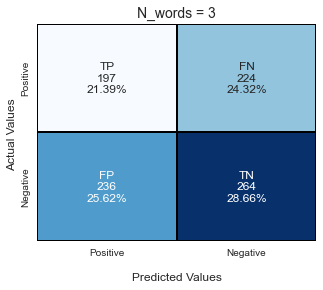 N_words = 3
Actual Values
Positive
TP
197
21.39%
FN
224
24.32%
Negative
FP
236
25.62%
TN
264
28.66%
Positive
Negative
Predicted Values